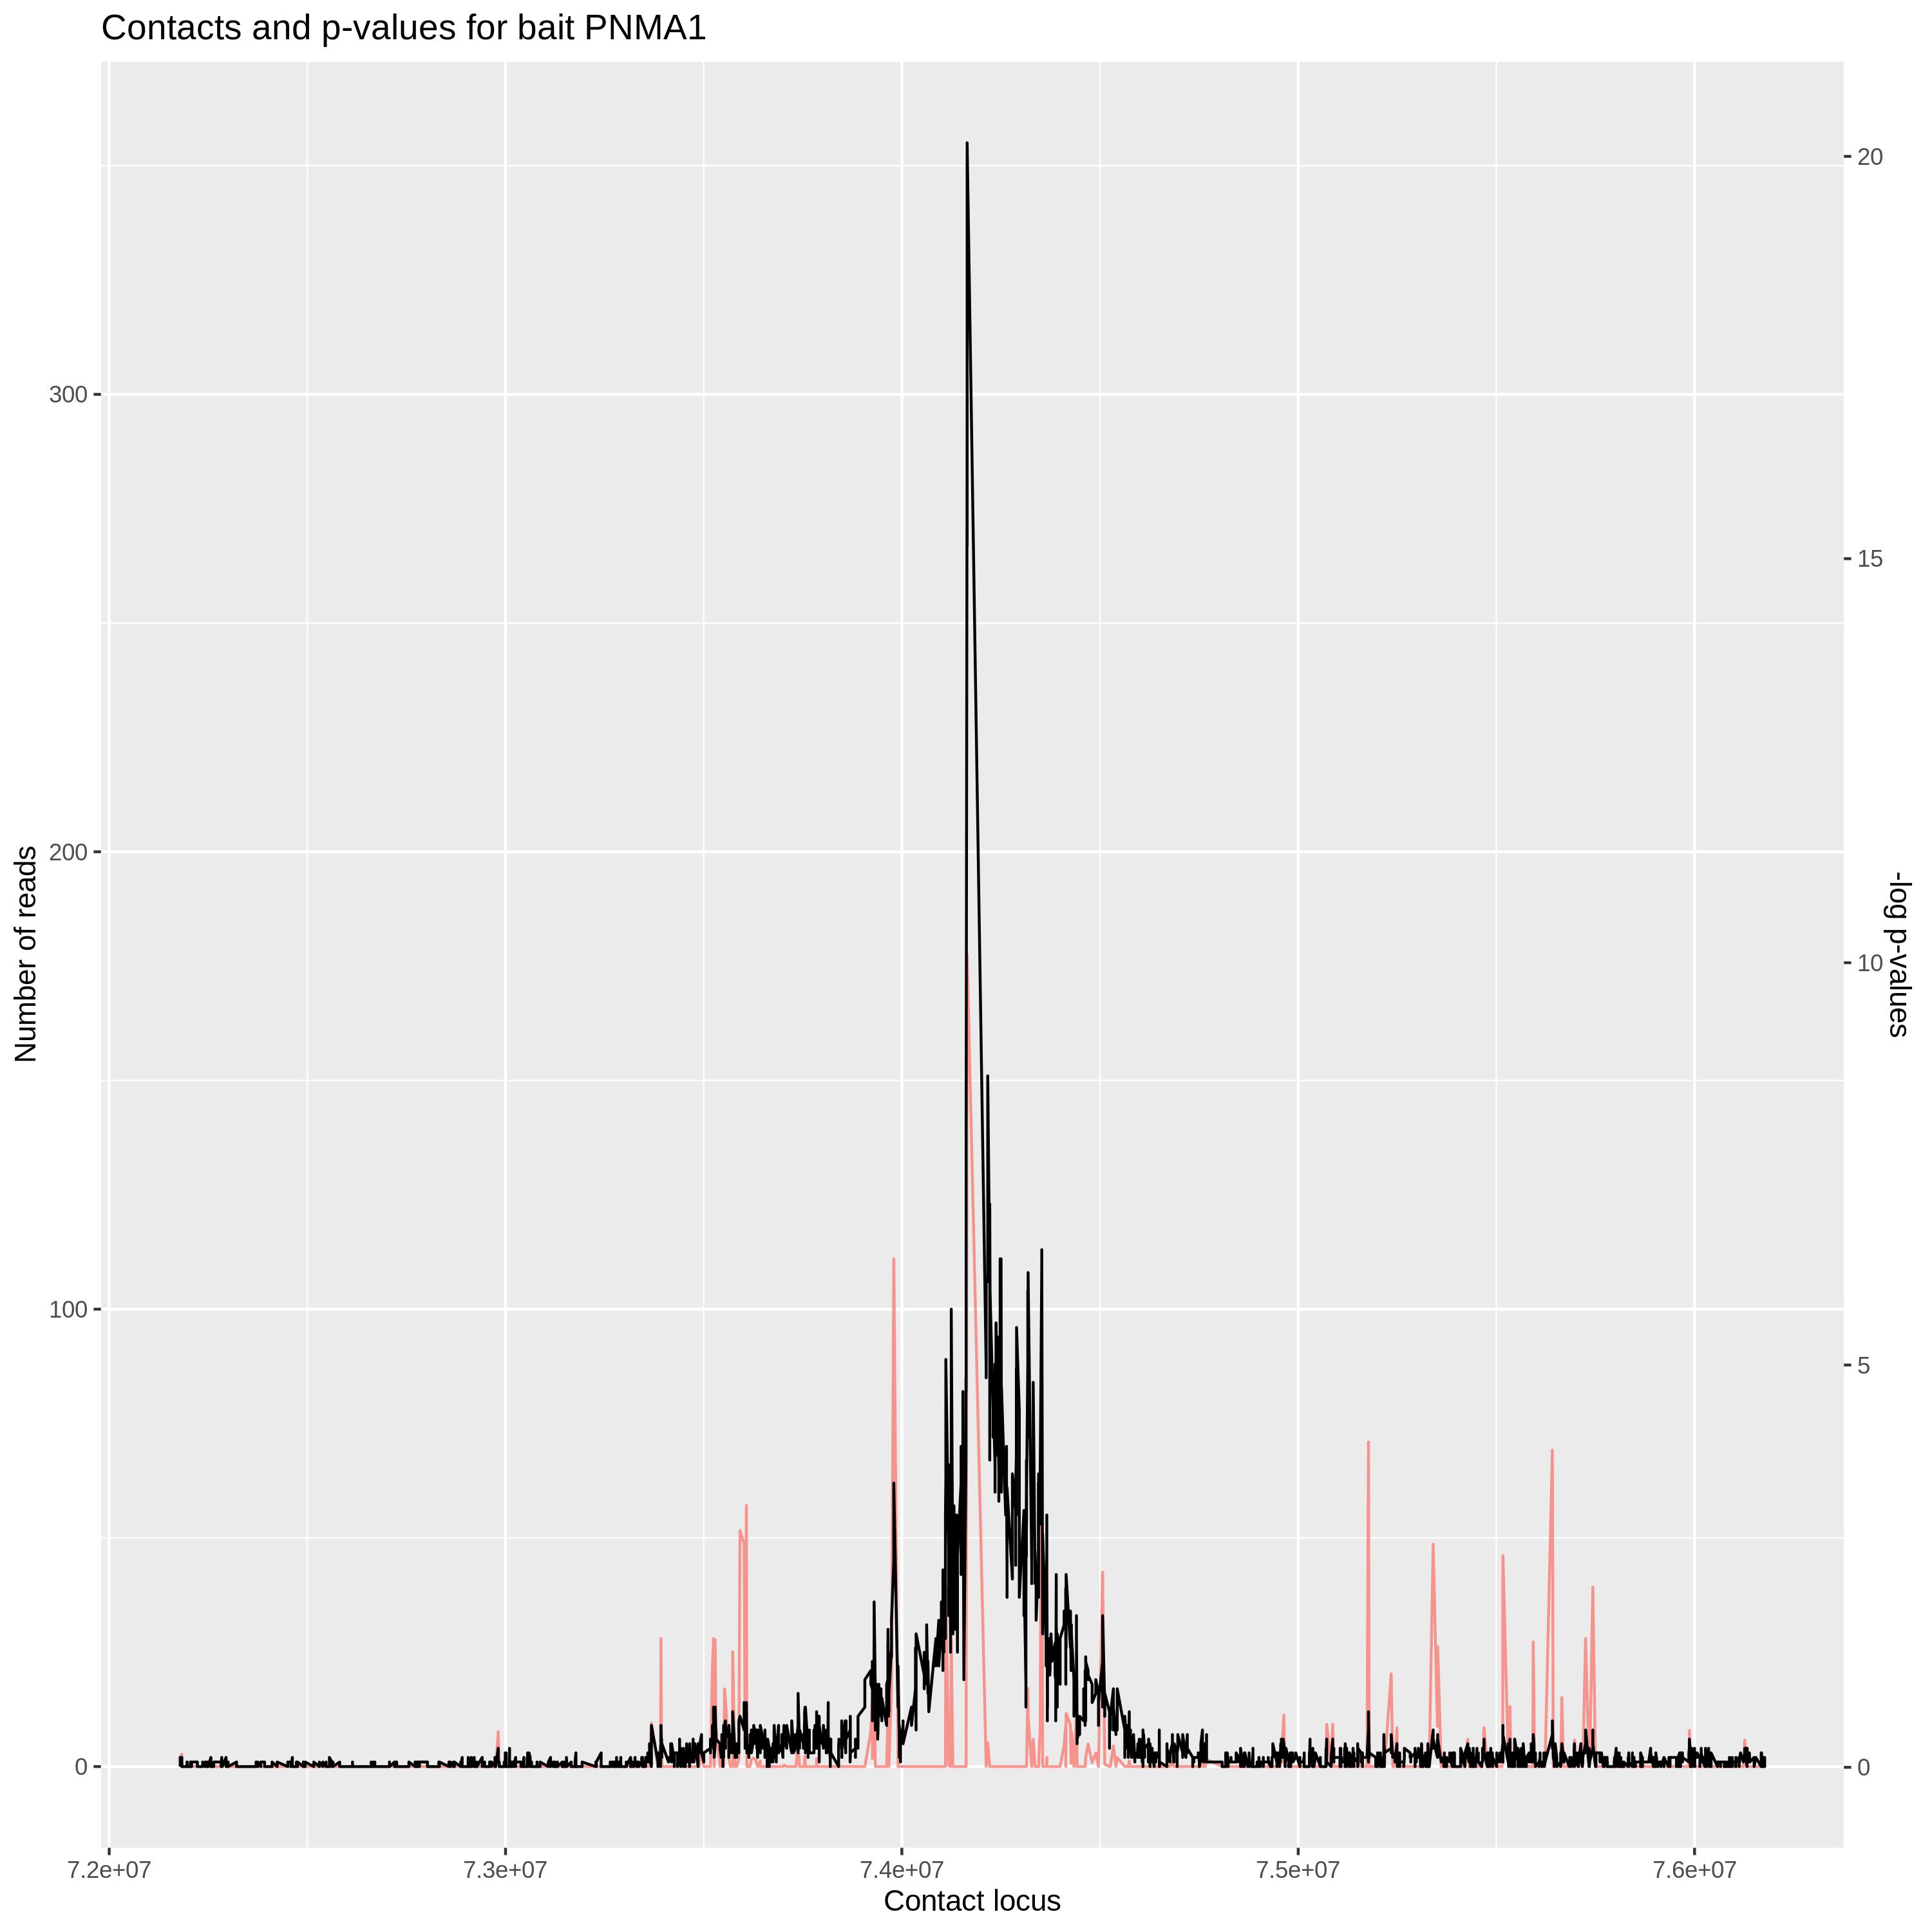 Contacts and p-values for bait PNMA1
Number of reads
300
200
100
0
20
15
10
5
0
-log p-values
7.2e+07 7.3e+07 7.4e+07 7.5e+07 7.6e+07
Contact locus